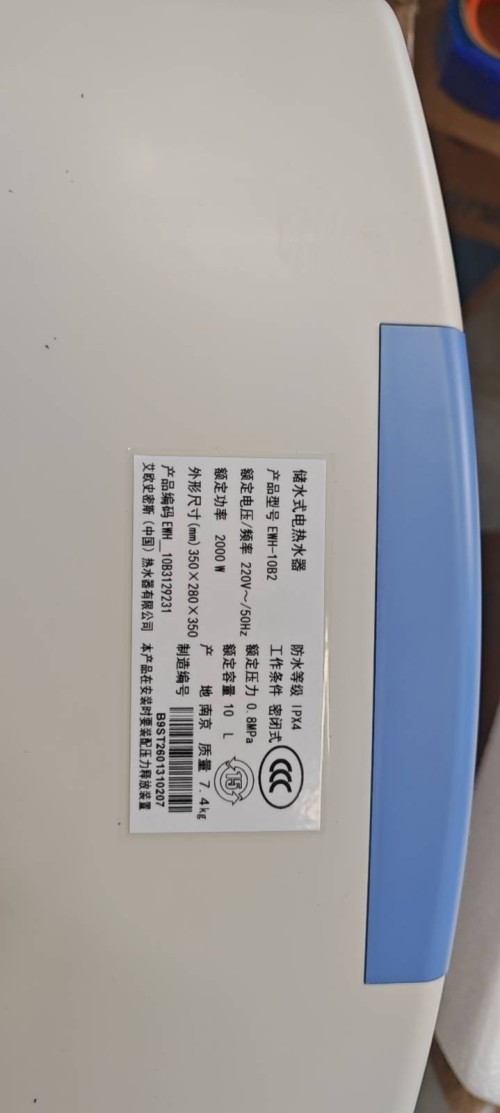 储水式电热水器 防水等级 IPX4
产品型号 EWH-10B2 工作条件 密闭式
额定电压/频率 220V～/50Hz 额定压力 0.8MPa
额定功率 2000W 额定容量 10 L
外形尺寸(mm) 350×280×350 产 地 南京 质量 7.4kg
产品编码 EWH_10B3129231 制造编号
B9ST2601310207
艾欧史密斯（中国）热水器有限公司 本产品在安装时要装配压力释放装置
CCC
15